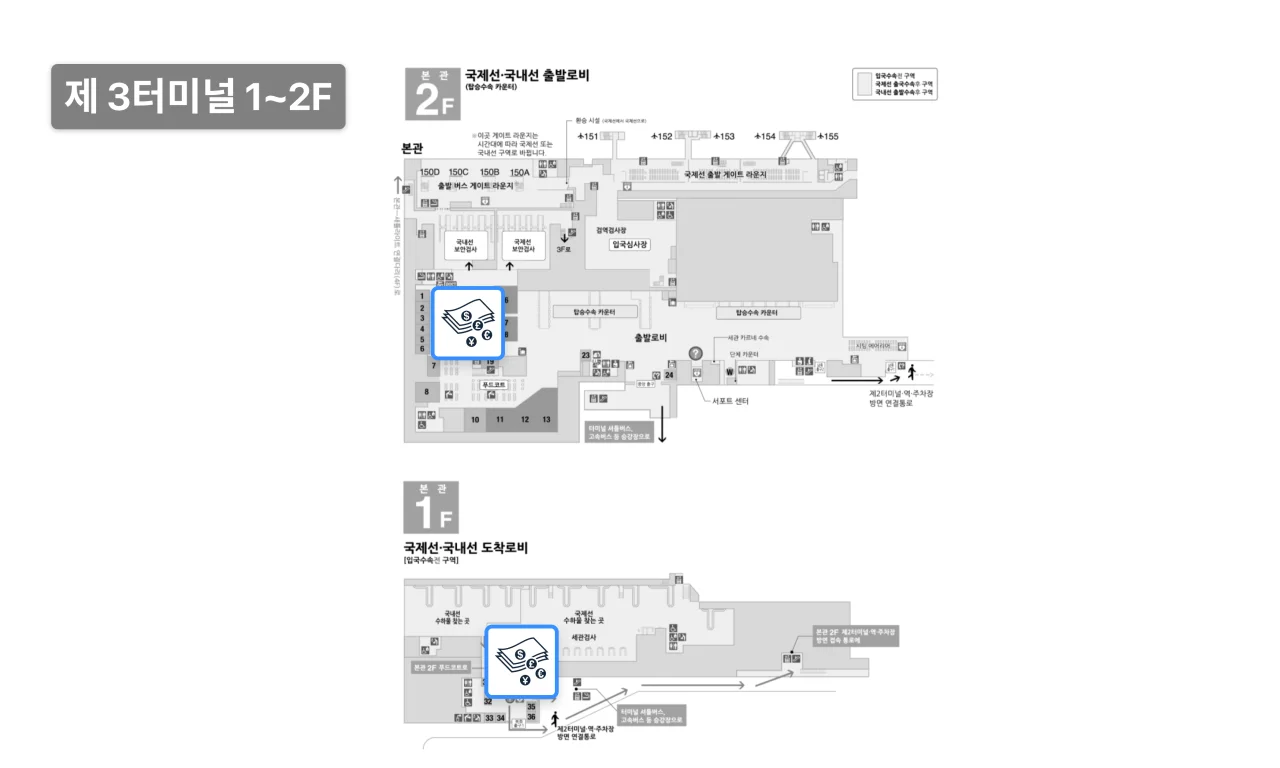 제 3터미널 1~2F
본 관
2F
국제선·국내선 출발로비
(탑승수속 카운터)
입국수속전 구역
국제선 출국수속후 구역
국내선 출발수속후 구역
환승 시설 (국제선에서 국제선으로)
본관
※이곳 게이트 라운지는
시간대에 따라 국제선 또는
국내선 구역로 바뀝니다.
151
152
153
154
155
150D 150C 150B 150A
출발 버스 게이트 라운지
국제선 출발 게이트 라운지
국내선
보안검사
국제선
보안검사
3F로
검역검사장
입국심사장
1
2
3
4
5
6
7
8
6
7
8
19
탑승수속 카운터
탑승수속 카운터
출발로비
세관 카르네 수속
단체 카운터
?
23
24
푸드코트
서포트 센터
10 11 12 13
터미널 셔틀버스,
고속버스 등 승강장으로
제2터미널·역·주차장
방면 연결통로
본 관
1F
국제선·국내선 도착로비
[입국수속전 구역]
국내선
수하물 찾는 곳
국제선
수하물 찾는 곳
세관검사
본관 2F 제2터미널·역·주차장
방면 접속 통로에
본관 2F 푸드코트로
32
33 34
35
36
터미널 셔틀버스,
고속버스 등 승강장으로
제2터미널·역·주차장
방면 연결통로